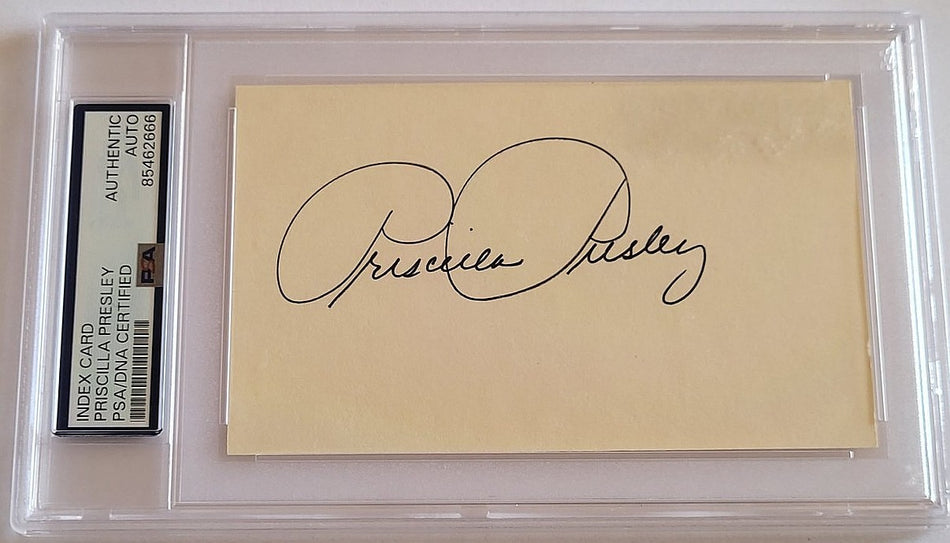 INDEX CARD
PRISCILLA PRESLEY
PSA/DNA CERTIFIED
AUTHENTIC
AUTO
85462666
PSA
Priscilla Presley